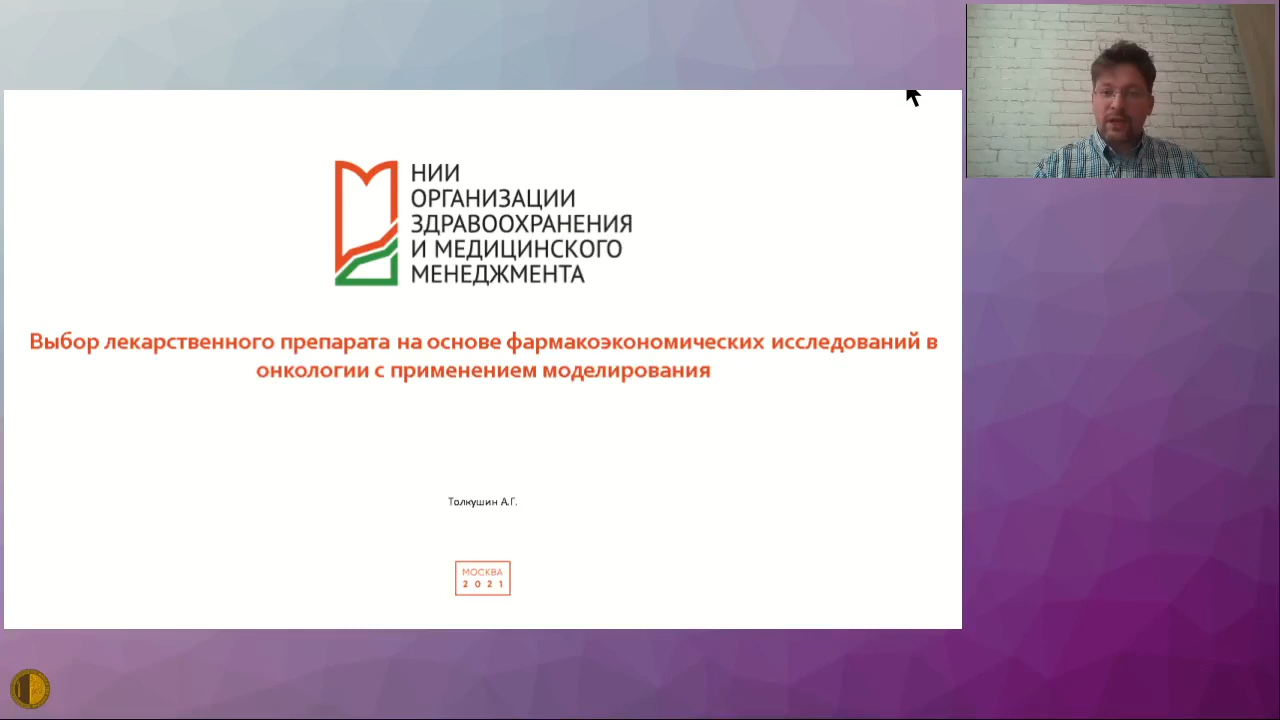 НИИ
ОРГАНИЗАЦИИ
ЗДРАВООХРАНЕНИЯ
И МЕДИЦИНСКОГО
МЕНЕДЖМЕНТА
Выбор лекарственного препарата на основе фармакоэкономических исследований в
онкологии с применением моделирования
Толкушин А.Г.
МОСКВА
2021